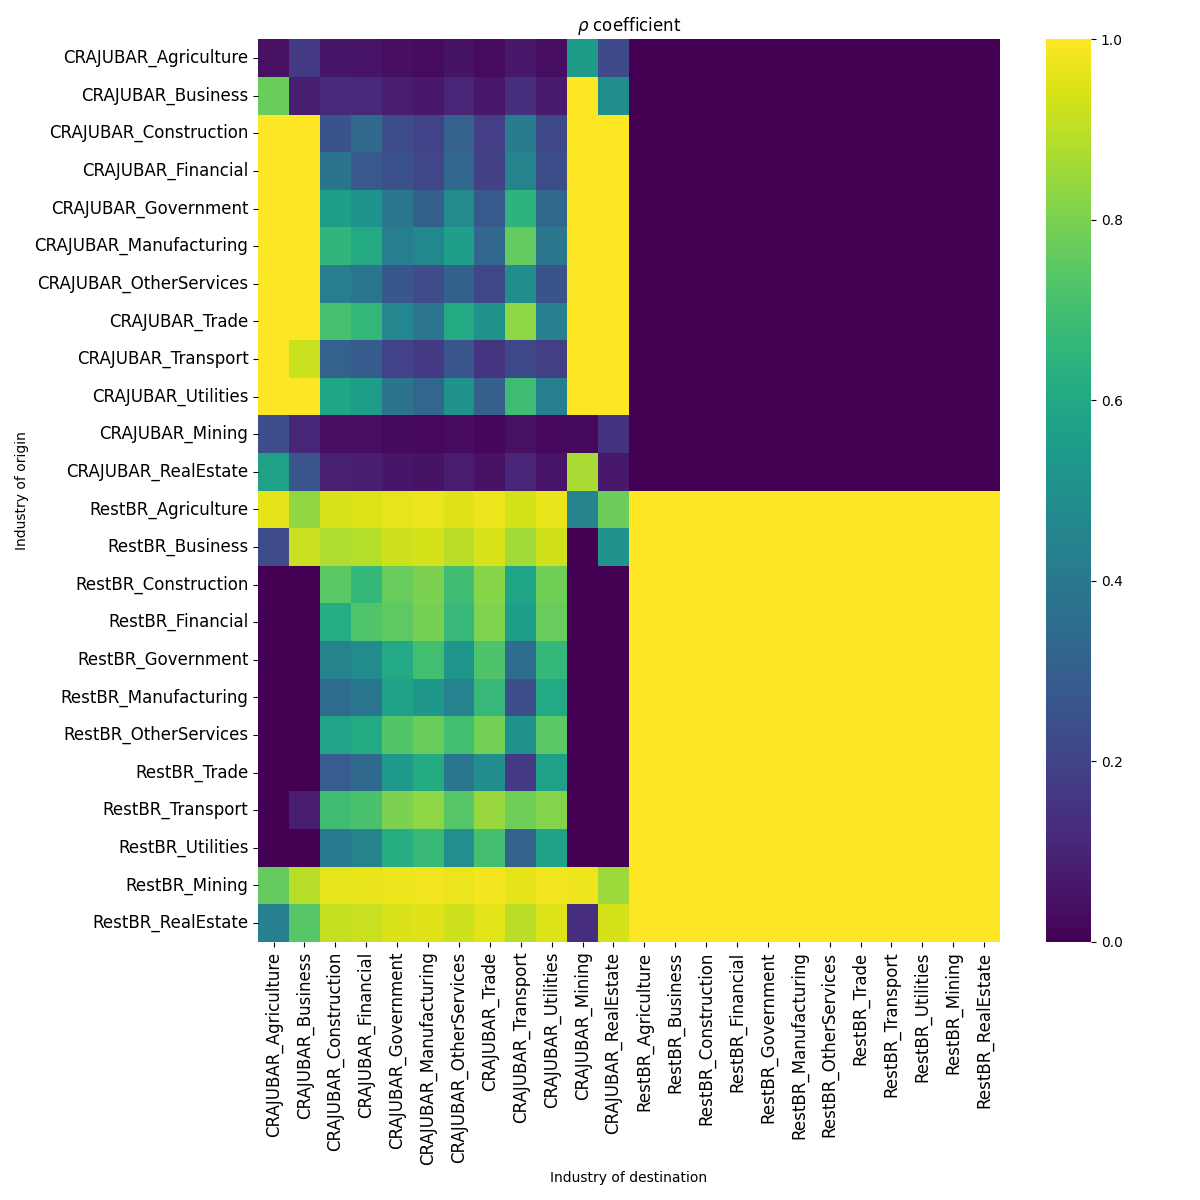 ρ coefficient
CRAJUBAR_Agriculture
CRAJUBAR_Business
CRAJUBAR_Construction
CRAJUBAR_Financial
CRAJUBAR_Government
CRAJUBAR_Manufacturing
CRAJUBAR_OtherServices
CRAJUBAR_Trade
CRAJUBAR_Transport
CRAJUBAR_Utilities
CRAJUBAR_Mining
CRAJUBAR_RealEstate
RestBR_Agriculture
RestBR_Business
RestBR_Construction
RestBR_Financial
RestBR_Government
RestBR_Manufacturing
RestBR_OtherServices
RestBR_Trade
RestBR_Transport
RestBR_Utilities
RestBR_Mining
RestBR_RealEstate
Industry of origin
CRAJUBAR_Agriculture
CRAJUBAR_Business
CRAJUBAR_Construction
CRAJUBAR_Financial
CRAJUBAR_Government
CRAJUBAR_Manufacturing
CRAJUBAR_OtherServices
CRAJUBAR_Trade
CRAJUBAR_Transport
CRAJUBAR_Utilities
CRAJUBAR_Mining
CRAJUBAR_RealEstate
RestBR_Agriculture
RestBR_Business
RestBR_Construction
RestBR_Financial
RestBR_Government
RestBR_Manufacturing
RestBR_OtherServices
RestBR_Trade
RestBR_Transport
RestBR_Utilities
RestBR_Mining
RestBR_RealEstate
Industry of destination
1.0
0.8
0.6
0.4
0.2
0.0